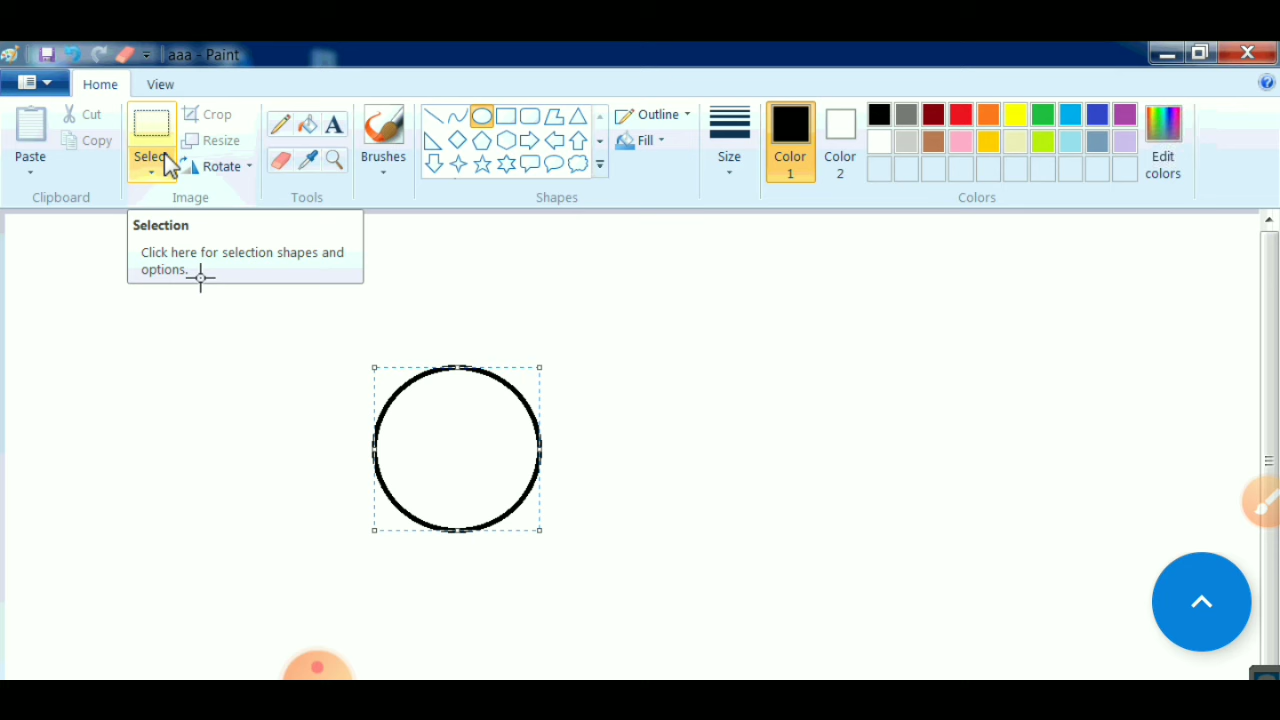 aaa - Paint
Home
View
Paste
Cut
Copy
Clipboard
Select
Crop
Resize
Rotate
Image
A
Tools
Brushes
Outline
Fill
Shapes
Size
Color
1
Color
2
Edit
colors
Colors
Selection
Click here for selection shapes and
options.